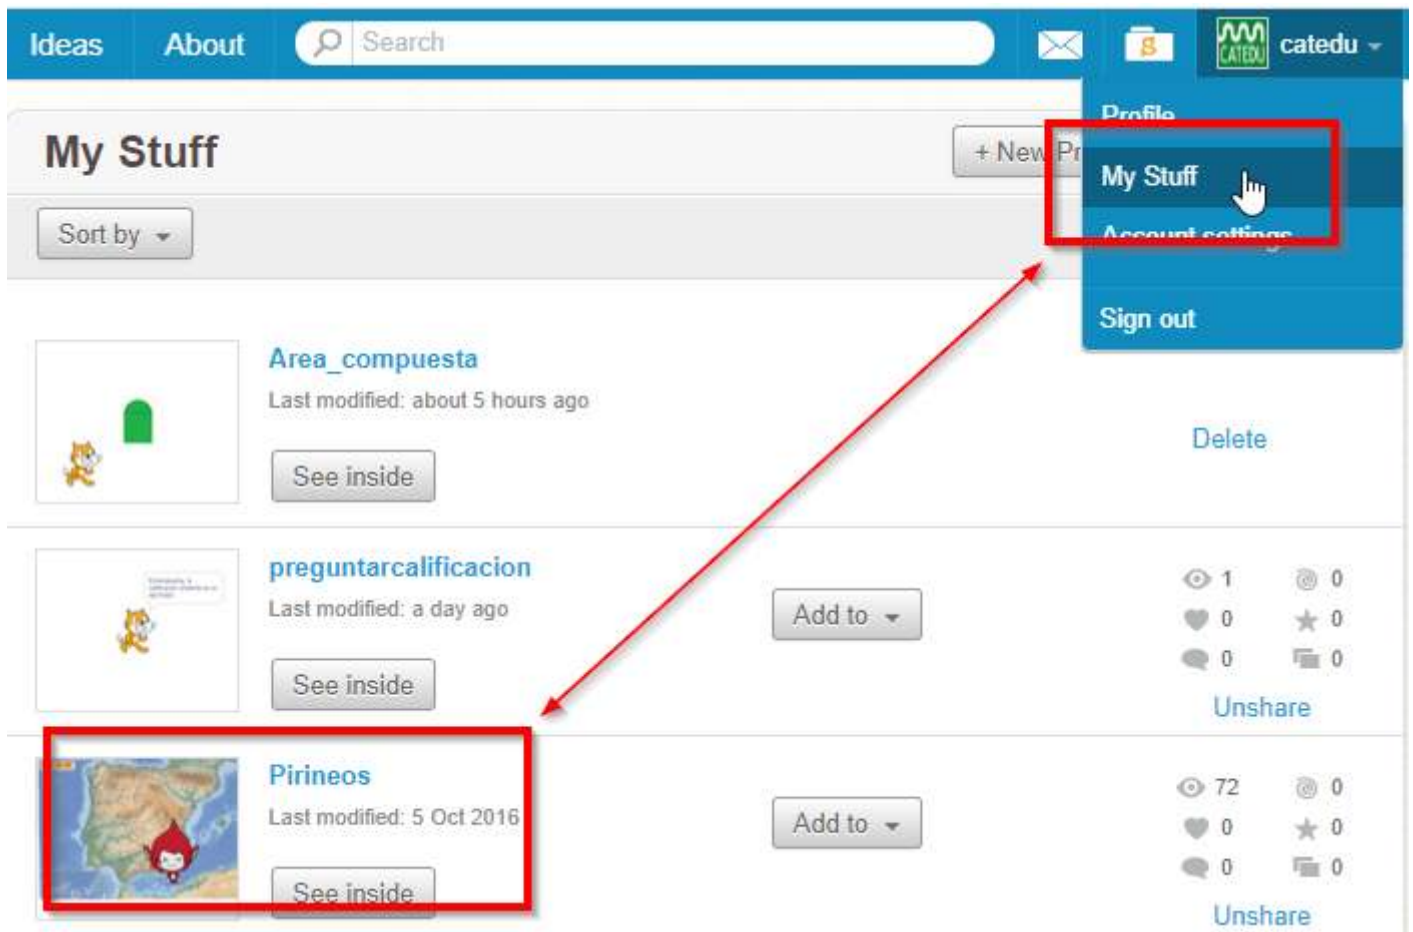 Ideas About Search CATEDU catedu
Profile
My Stuff + New Pr My Stuff
Sort by Account settings
Sign out
Area_compuesta
Last modified: about 5 hours ago
Delete
See inside
preguntarcalificacion
1 0
Last modified: a day ago Add to 0 0
0 0
See inside
Unshare
Pirineos
72 0
Last modified: 5 Oct 2016 Add to 0 0
0 0
See inside
Unshare